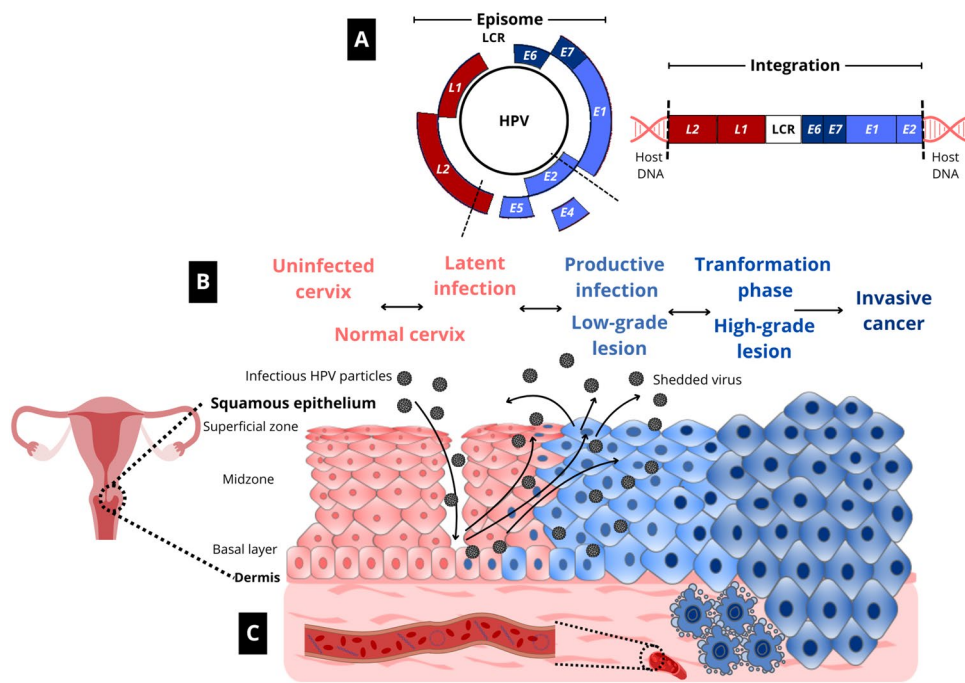 A
Episome
LCR
E6
E7
L1
E1
HPV
L2
E2
E5
E4
Integration
L2 L1 LCR E6 E7 E1 E2
Host
DNA
Host
DNA
B
Uninfected
cervix
Latent
infection
Normal cervix
Productive
infection
Low-grade
lesion
Tranformation
phase
High-grade
lesion
Invasive
cancer
Infectious HPV particles
Shedded virus
Squamous epithelium
Superficial zone
Midzone
Basal layer
Dermis
C